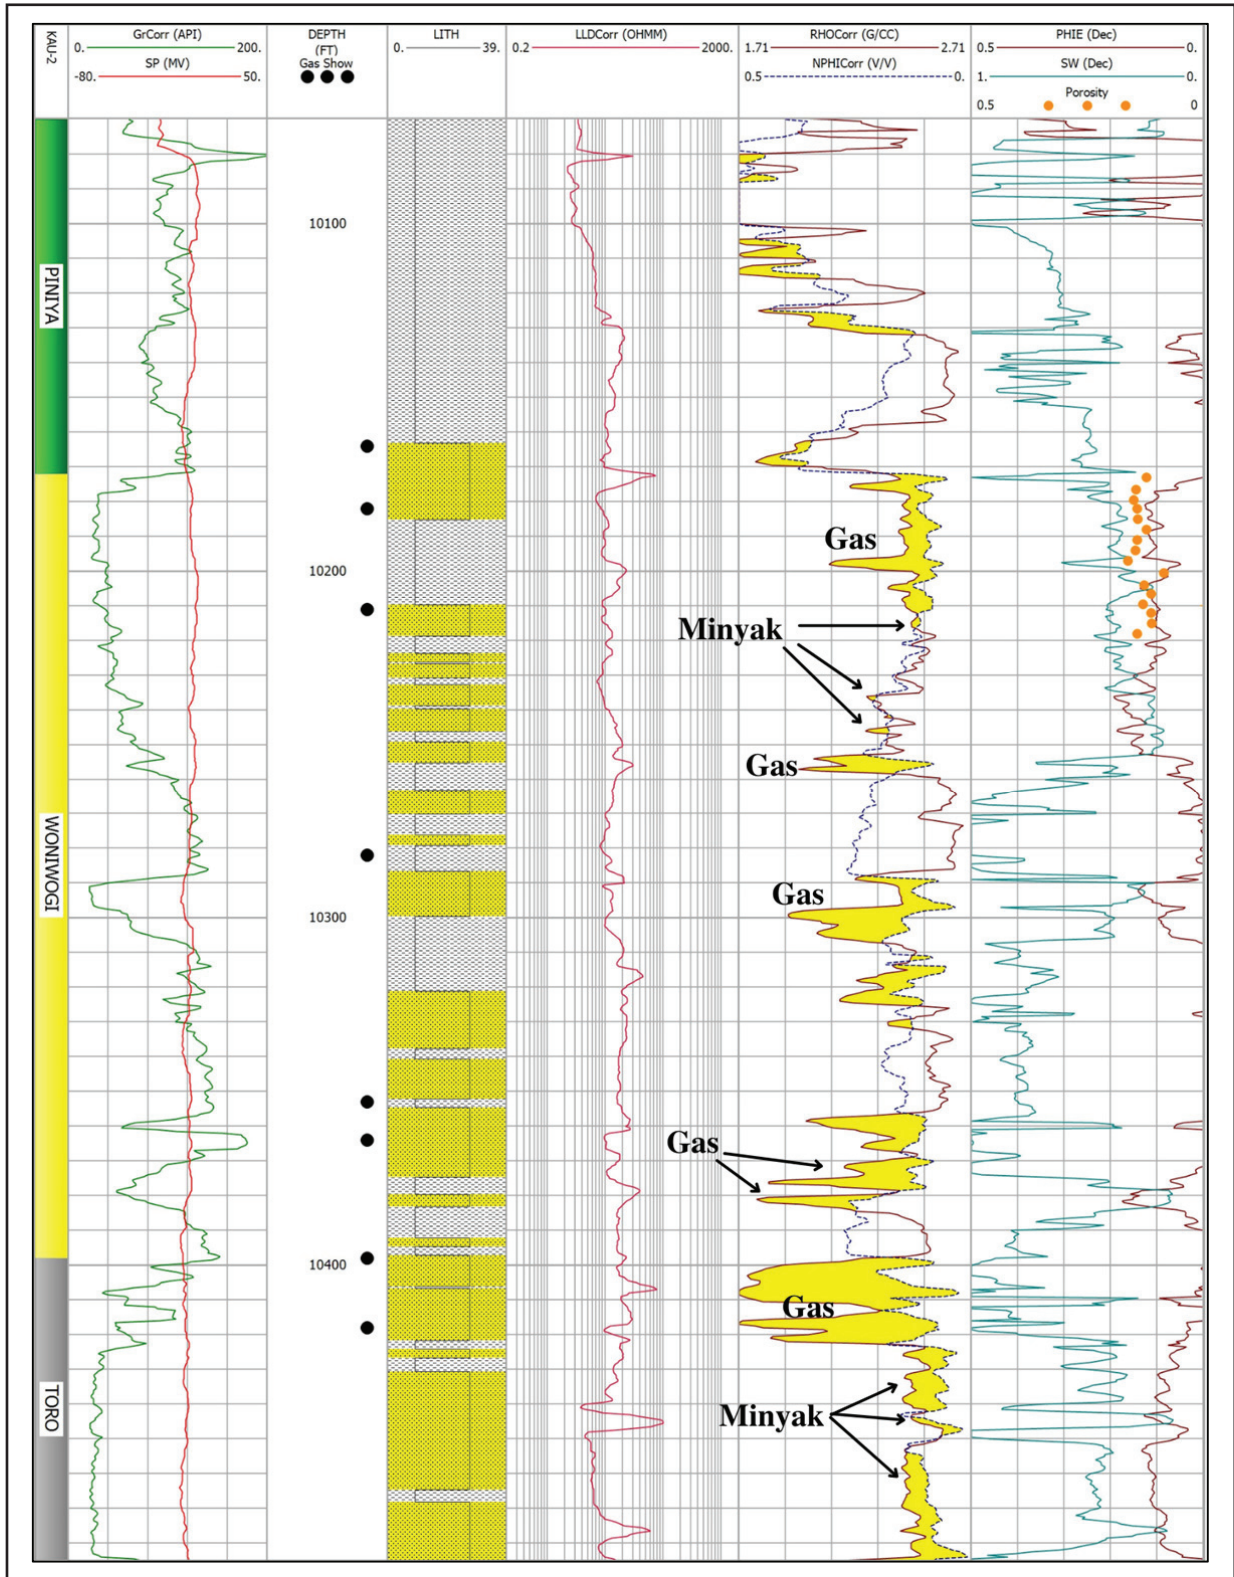 KAU-2
GrCorr (API)
0. 200.
SP (MV)
-80. 50.
DEPTH
(FT)
Gas Show
LITH
0. 39.
LLDCorr (OHMM)
0.2 2000.
RHOCorr (G/CC)
1.71 2.71
NPHICorr (V/V)
0.5 0.
PHIE (Dec)
0.5 0.
SW (Dec)
1. 0.
Porosity
0.5 0
PINIYA
WONIWOGI
TORO
10100
10200
10300
10400
Gas
Minyak
Gas
Gas
Gas
Gas
Minyak